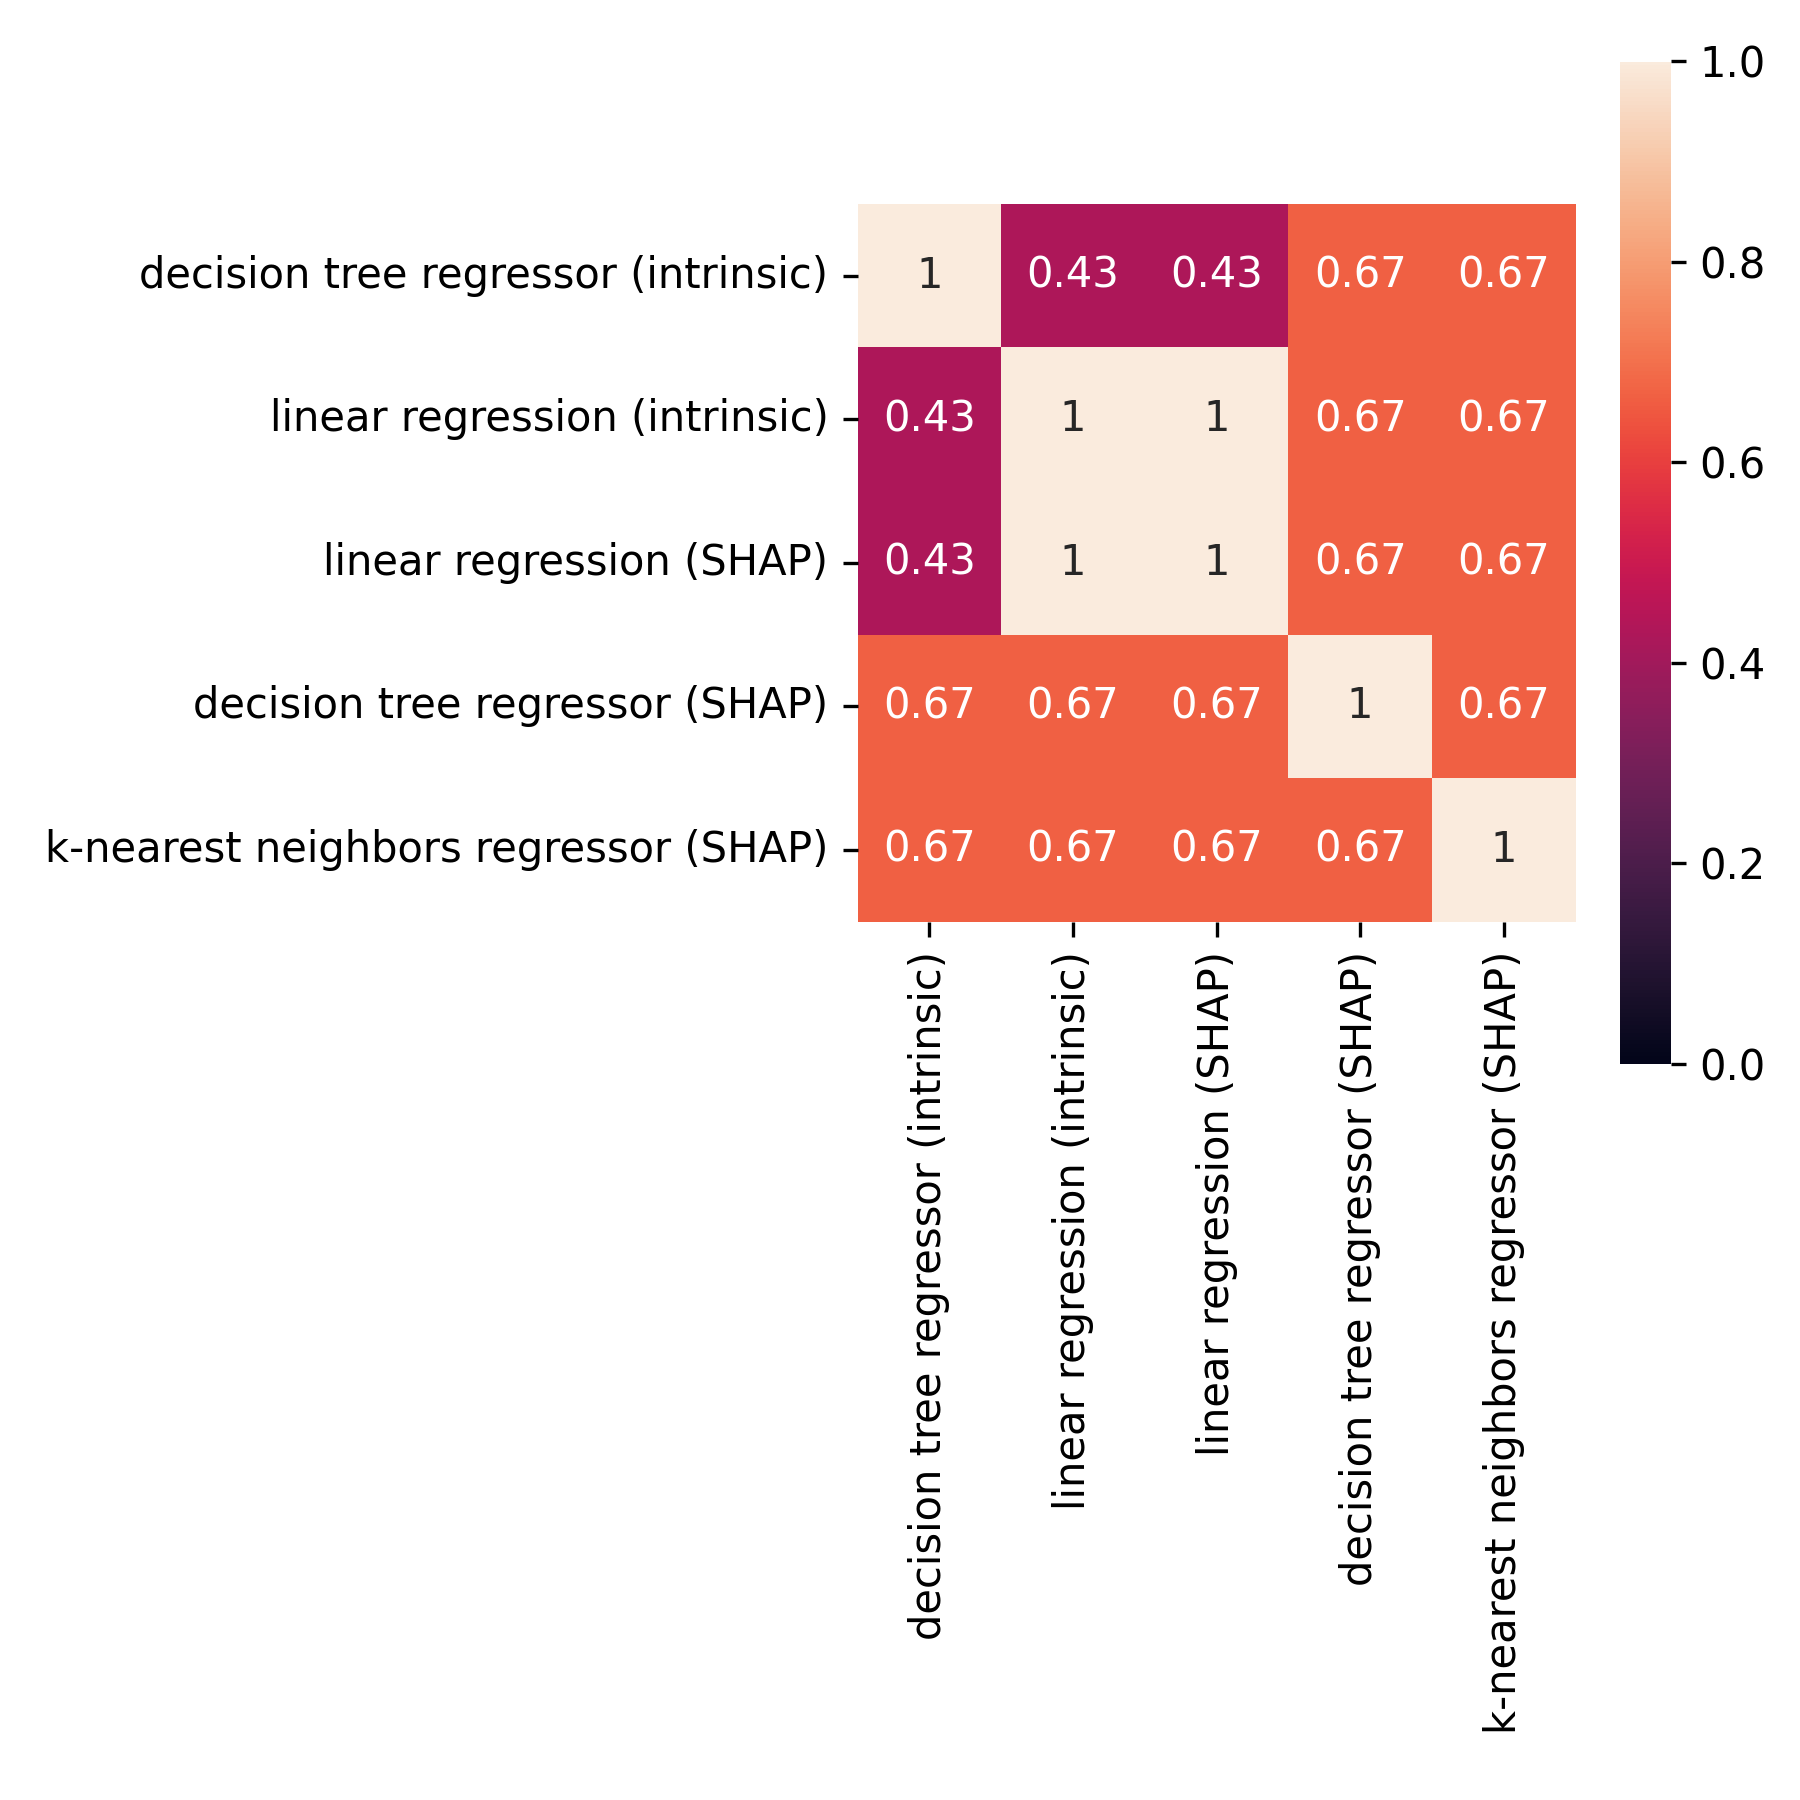 1.0
0.8
0.6
0.4
0.2
0.0
decision tree regressor (intrinsic) 1 0.43 0.43 0.67 0.67
linear regression (intrinsic) 0.43 1 1 0.67 0.67
linear regression (SHAP) 0.43 1 1 0.67 0.67
decision tree regressor (SHAP) 0.67 0.67 0.67 1 0.67
k-nearest neighbors regressor (SHAP) 0.67 0.67 0.67 0.67 1
decision tree regressor (intrinsic)
linear regression (intrinsic)
linear regression (SHAP)
decision tree regressor (SHAP)
k-nearest neighbors regressor (SHAP)